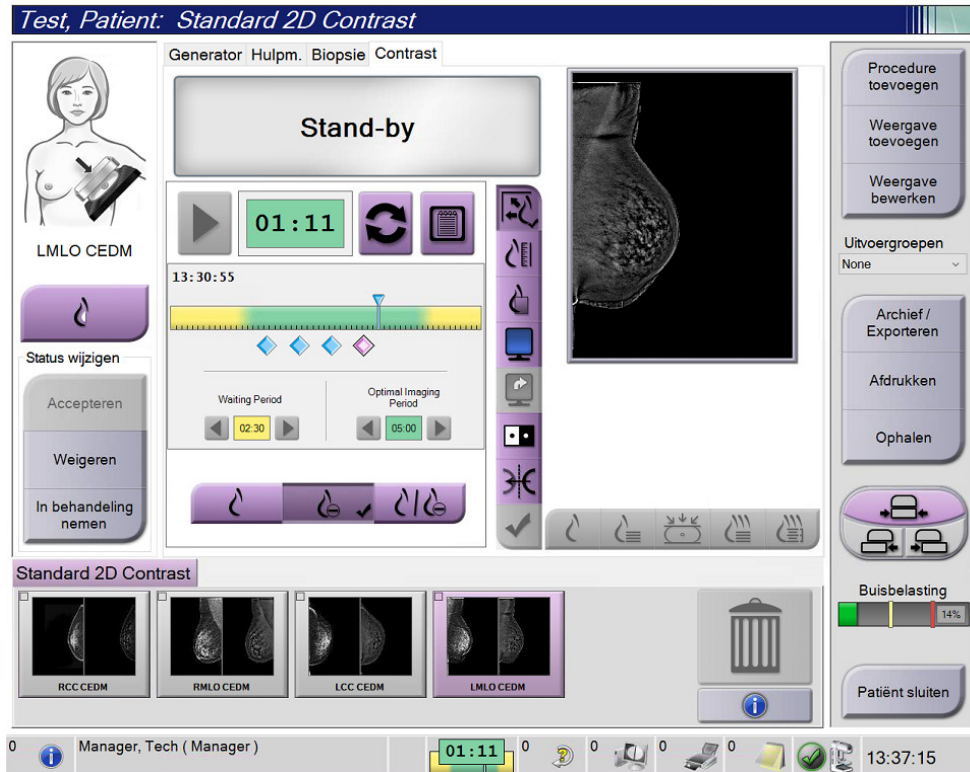 Test, Patient: Standard 2D Contrast
Generator Hulpm. Biopsie Contrast
Stand-by
LMLO CEDM
01:11
13:30:55
Waiting Period
Optimal Imaging
Period
02:30
05:00
Status wijzigen
Accepteren
Weigeren
In behandeling
nemen
Procedure
toevoegen
Weergave
toevoegen
Weergave
bewerken
Uitvoergroepen
None
Archief /
Exporteren
Afdrukken
Ophalen
Buisbelasting
14%
Patiënt sluiten
Standard 2D Contrast
RCC CEDM
RMLO CEDM
LCC CEDM
LMLO CEDM
0
Manager, Tech ( Manager )
01:11
0
0
0
0
13:37:15